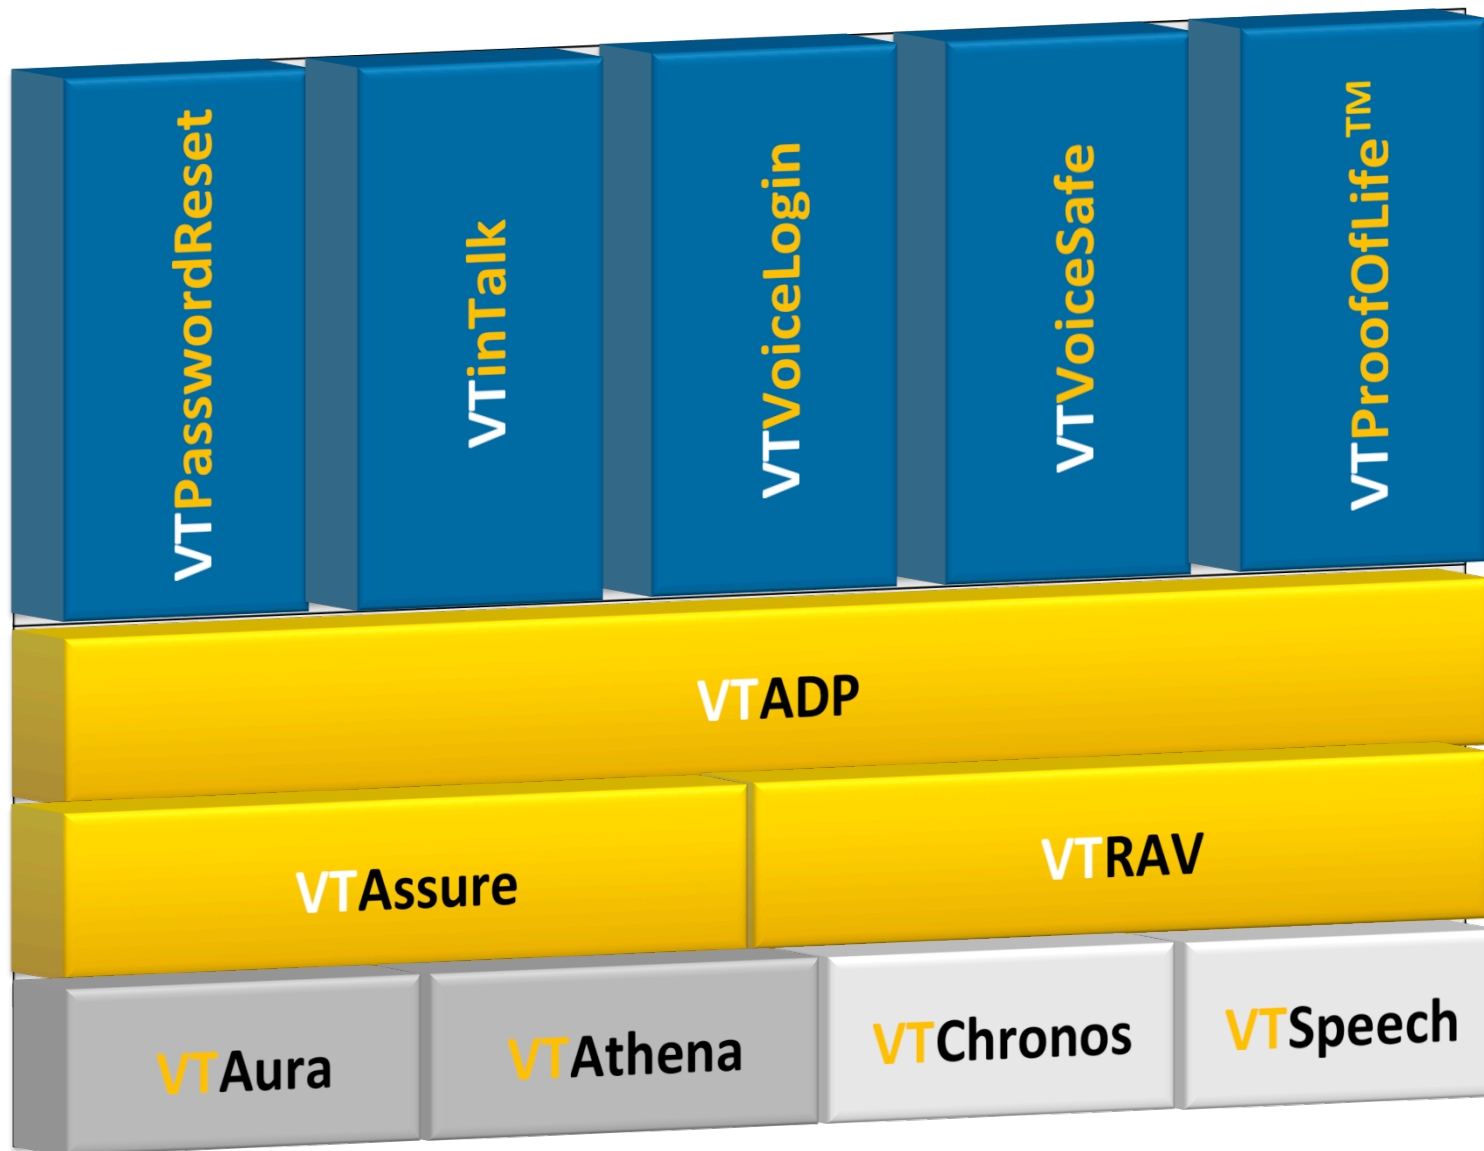 VTPasswordReset
VTinTalk
VTVoiceLogin
VTVoiceSafe
VTProofOfLife™
VTADP
VTAssure
VTRAV
VTAura
VTAthena
VTChronos
VTSpeech